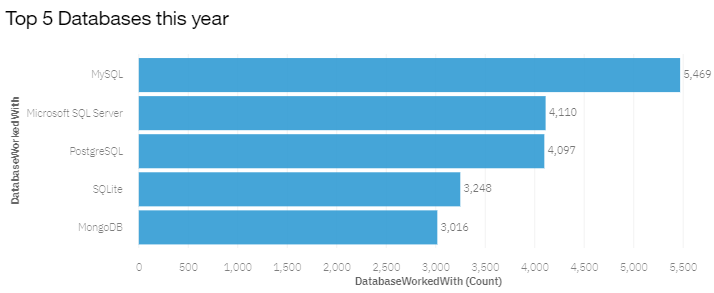 Top 5 Databases this year
DatabaseWorkedWith
MySQL 5,469
Microsoft SQL Server 4,110
PostgreSQL 4,097
SQLite 3,248
MongoDB 3,016
0 500 1,000 1,500 2,000 2,500 3,000 3,500 4,000 4,500 5,000 5,500
DatabaseWorkedWith (Count)